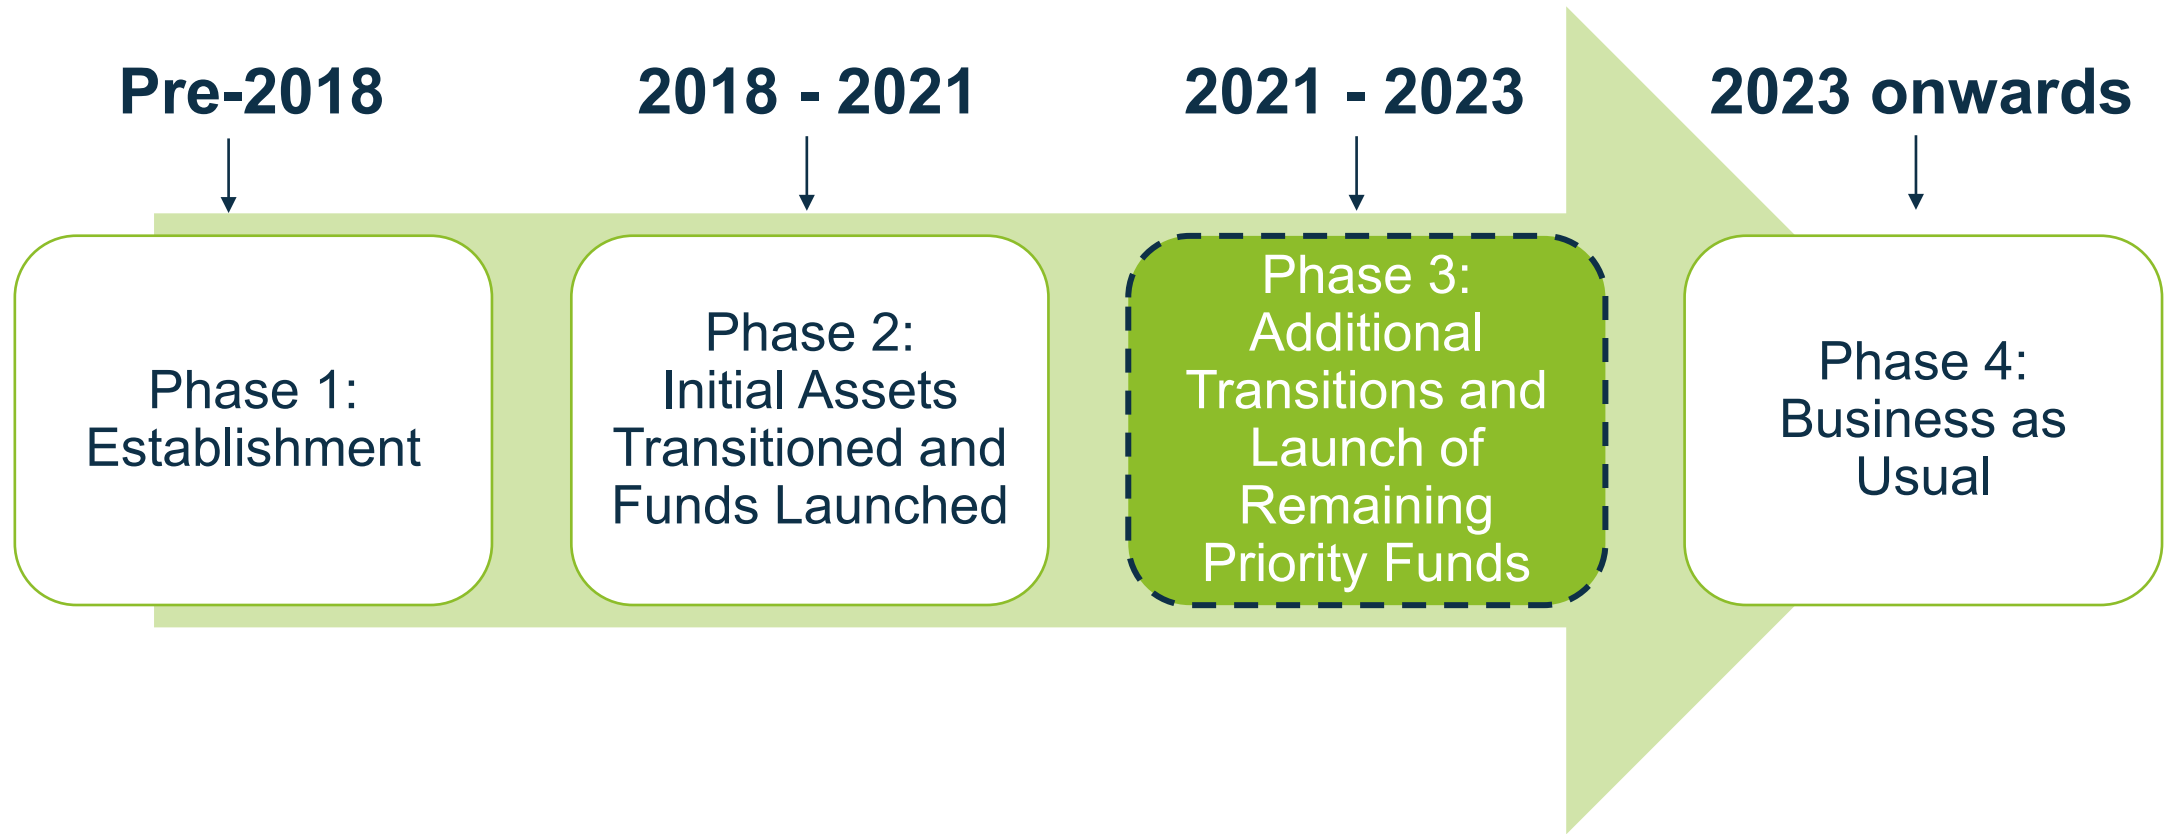 Pre-2018
2018 - 2021
2021 - 2023
2023 onwards
Phase 1:
Establishment
Phase 2:
Initial Assets
Transitioned and
Funds Launched
Phase 3:
Additional
Transitions and
Launch of
Remaining
Priority Funds
Phase 4:
Business as
Usual